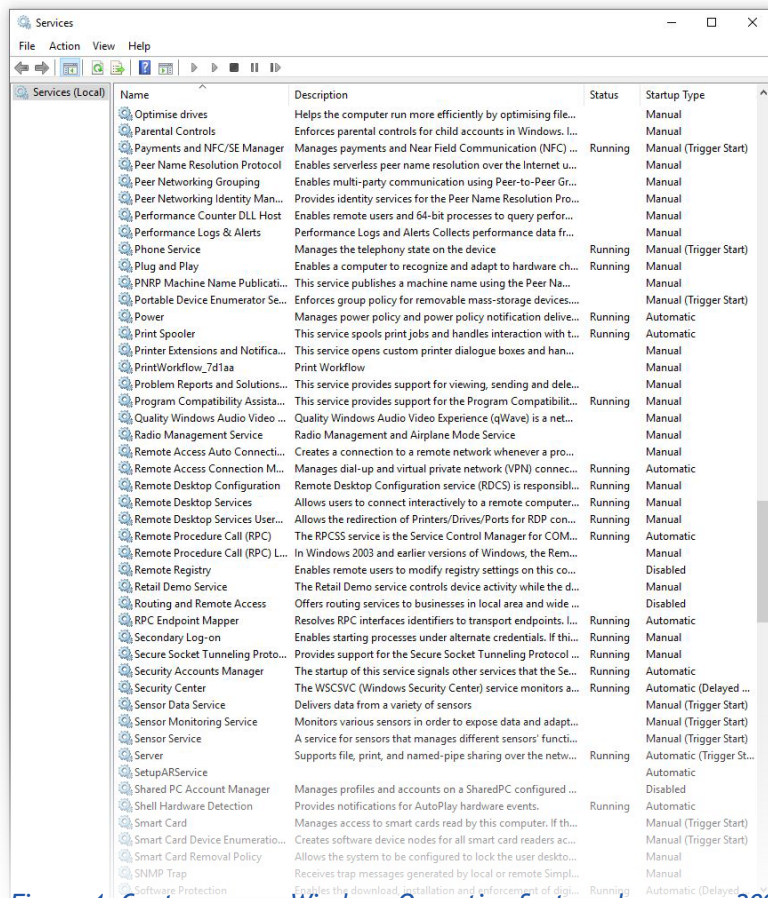 Services
File Action View Help
Services (Local)
Name Description Status Startup Type
Optimise drives Helps the computer run more efficiently by optimising file... Manual
Parental Controls Enforces parental controls for child accounts in Windows. I... Manual
Payments and NFC/SE Manager Manages payments and Near Field Communication (NFC) ... Running Manual (Trigger Start)
Peer Name Resolution Protocol Enables serverless peer name resolution over the Internet u... Manual
Peer Networking Grouping Enables multi-party communication using Peer-to-Peer Gr... Manual
Peer Networking Identity Man... Provides identity services for the Peer Name Resolution Pro... Manual
Performance Counter DLL Host Enables remote users and 64-bit processes to query perfor... Manual
Performance Logs & Alerts Performance Logs and Alerts Collects performance data fr... Manual
Phone Service Manages the telephony state on the device Running Manual (Trigger Start)
Plug and Play Enables a computer to recognize and adapt to hardware ch... Running Manual
PNRP Machine Name Publicati... This service publishes a machine name using the Peer Na... Manual
Portable Device Enumerator Se... Enforces group policy for removable mass-storage devices.... Manual (Trigger Start)
Power Manages power policy and power policy notification delive... Running Automatic
Print Spooler This service spools print jobs and handles interaction with t... Running Automatic
Printer Extensions and Notifica... This service opens custom printer dialogue boxes and han... Manual
PrintWorkflow_7d1aa Print Workflow Manual
Problem Reports and Solutions... This service provides support for viewing, sending and dele... Manual
Program Compatibility Assista... This service provides support for the Program Compatibilit... Running Manual
Quality Windows Audio Video ... Quality Windows Audio Video Experience (qWave) is a net... Manual
Radio Management Service Radio Management and Airplane Mode Service Manual
Remote Access Auto Connecti... Creates a connection to a remote network whenever a pro... Manual
Remote Access Connection M... Manages dial-up and virtual private network (VPN) connec... Running Automatic
Remote Desktop Configuration Remote Desktop Configuration service (RDCS) is responsibl... Running Manual
Remote Desktop Services Allows users to connect interactively to a remote computer... Running Manual
Remote Desktop Services User... Allows the redirection of Printers/Drives/Ports for RDP con... Running Manual
Remote Procedure Call (RPC) The RPCSS service is the Service Control Manager for COM... Running Automatic
Remote Procedure Call (RPC) L... In Windows 2003 and earlier versions of Windows, the Rem... Manual
Remote Registry Enables remote users to modify registry settings on this co... Disabled
Retail Demo Service The Retail Demo service controls device activity while the d... Manual
Routing and Remote Access Offers routing services to businesses in local area and wide ... Disabled
RPC Endpoint Mapper Resolves RPC interfaces identifiers to transport endpoints. I... Running Automatic
Secondary Log-on Enables starting processes under alternate credentials. If thi... Running Manual
Secure Socket Tunneling Proto... Provides support for the Secure Socket Tunneling Protocol ... Running Manual
Security Accounts Manager The startup of this service signals other services that the Se... Running Automatic
Security Center The WSCSVC (Windows Security Center) service monitors a... Running Automatic (Delayed ...
Sensor Data Service Delivers data from a variety of sensors Manual (Trigger Start)
Sensor Monitoring Service Monitors various sensors in order to expose data and adapt... Manual (Trigger Start)
Sensor Service A service for sensors that manages different sensors' functi... Manual (Trigger Start)
Server Supports file, print, and named-pipe sharing over the netw... Running Automatic (Trigger St...
SetupARService Automatic
Shared PC Account Manager Manages profiles and accounts on a SharedPC configured ... Disabled
Shell Hardware Detection Provides notifications for AutoPlay hardware events. Running Automatic
Smart Card Manages access to smart cards read by this computer. If th... Manual (Trigger Start)
Smart Card Device Enumeratio... Creates software device nodes for all smart card readers ac... Manual (Trigger Start)
Smart Card Removal Policy Allows the system to be configured to lock the user deskto... Manual
SNMP Trap Receives trap messages generated by local or remote Simpl... Manual
Software Protection Enables the download, installation and enforcement of digi... Running Automatic (Delayed ...